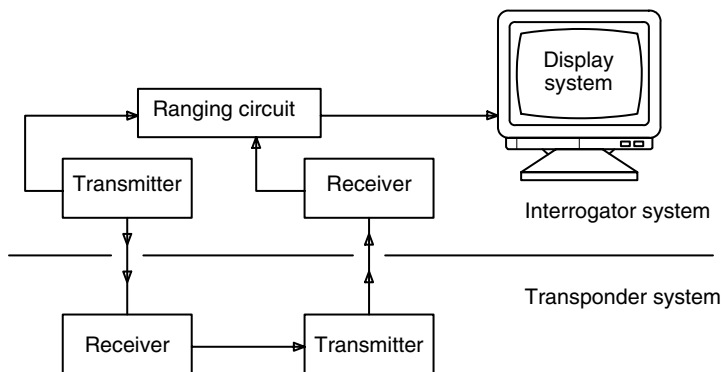 Display
system
Ranging circuit
Transmitter
Receiver
Interrogator system
Transponder system
Receiver
Transmitter